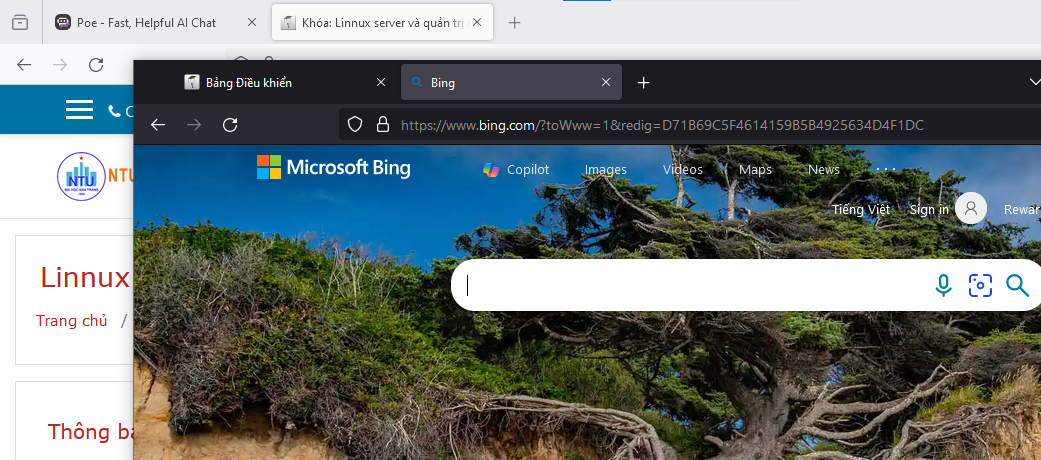 Poe - Fast, Helpful AI Chat
Khóa: Linnux server và quản trị
Bảng Điều khiển
Bing
https://www.bing.com/?toWww=1&redig=D71B69C5F4614159B5B4925634D4F1DC
C
Microsoft Bing
Copilot
Images
Videos
Maps
News
Tiếng Việt
Sign in
Rewar
NTU
ĐẠI HỌC NHA TRANG
NTU
Linnux
Trang chủ /
Thông bá